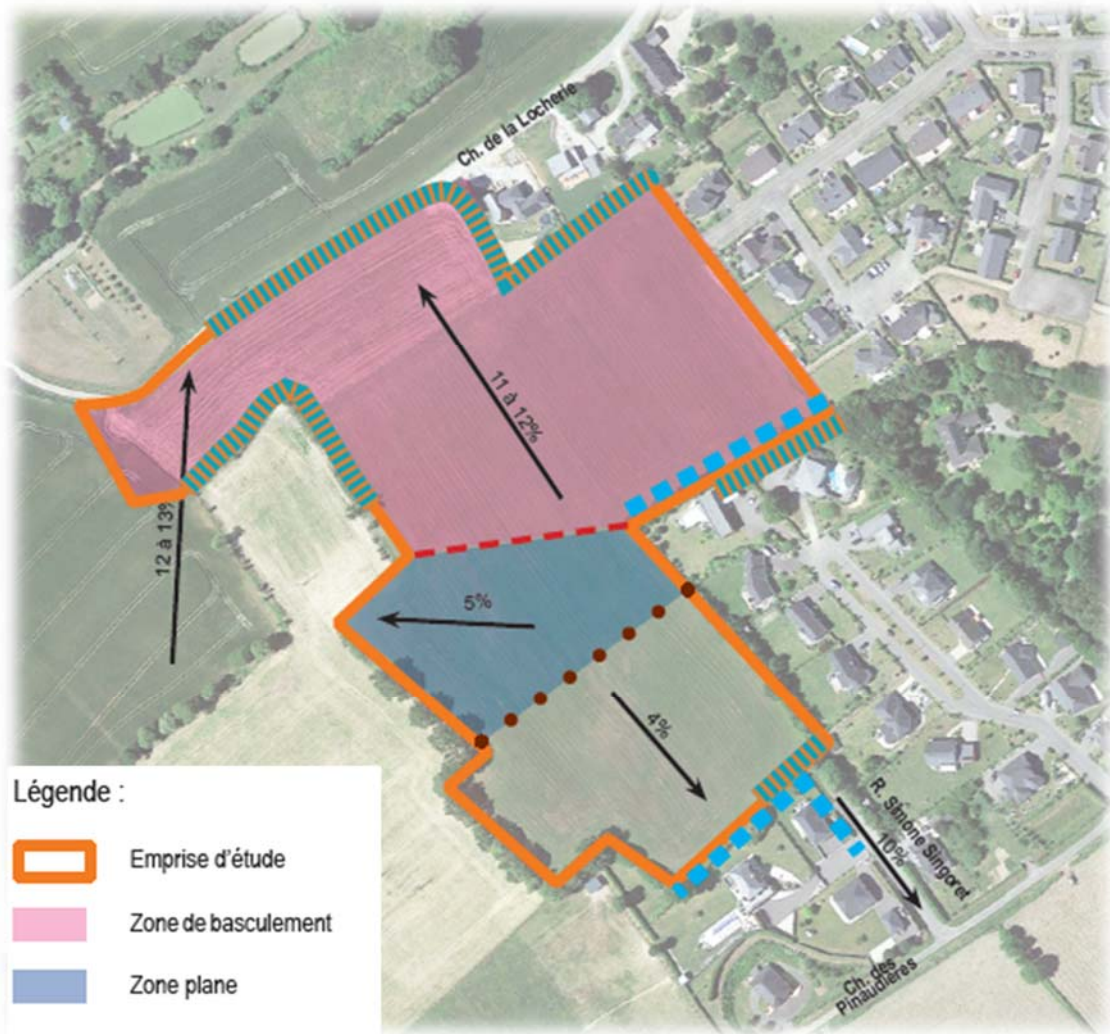 Ch. de la Locherie
11 à 12%
12 à 13%
5%
4%
R. Simone Singoret
10%
Ch. des
Pinaudières
Légende :
Emprise d'étude
Zone de basculement
Zone plane